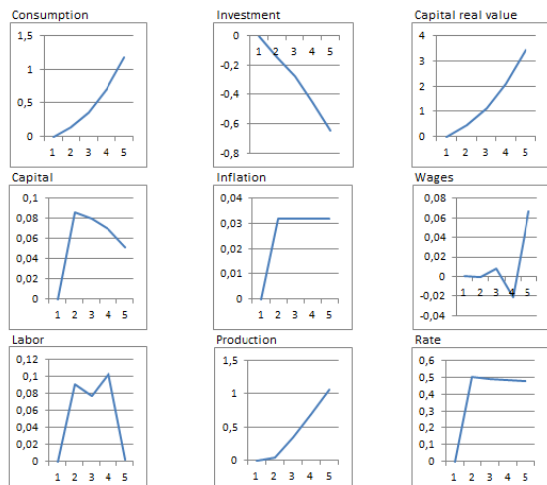 Consumption
1,5
1
0,5
0
1 2 3 4 5
Investment
0
-0,2
-0,4
-0,6
-0,8
1 2 3 4 5
Capital real value
4
3
2
1
0
1 2 3 4 5
Capital
0,1
0,08
0,06
0,04
0,02
0
1 2 3 4 5
Inflation
0,04
0,03
0,02
0,01
0
1 2 3 4 5
Wages
0,08
0,06
0,04
0,02
0
-0,02
-0,04
1 2 3 4 5
Labor
0,12
0,1
0,08
0,06
0,04
0,02
0
1 2 3 4 5
Production
1,5
1
0,5
0
1 2 3 4 5
Rate
0,6
0,5
0,4
0,3
0,2
0,1
0
1 2 3 4 5